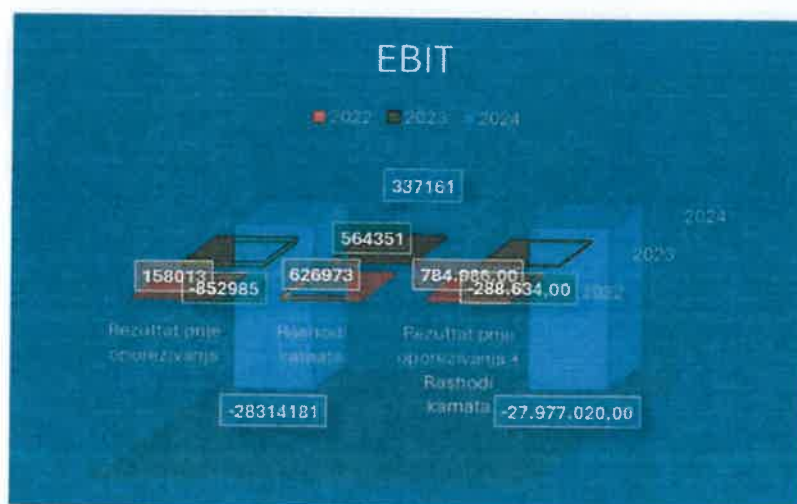 EBIT
2022 2023 2024
337161
2024
564351
2023
158013
-852985
626973
784.986,00
-288.634,00
2022
Rezultat prije
oporezivanja
Rashodi
kamata
Rezultat prije
oporezivanja +
Rashodi
kamata
-28314181
-27.977.020,00